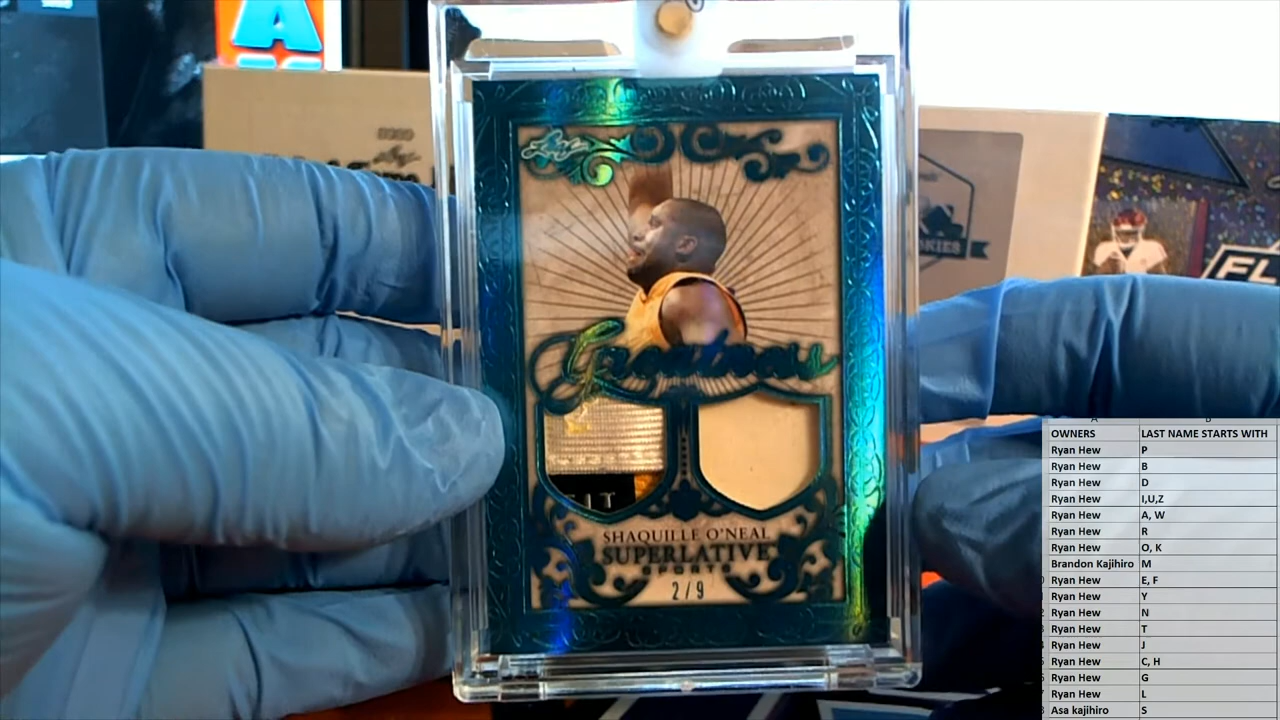 A
Leaf
Greatness
SHAQUILLE O'NEAL
SUPERLATIVE
SPORTS
2/9
FL
A B
OWNERS LAST NAME STARTS WITH
Ryan Hew P
Ryan Hew B
Ryan Hew D
Ryan Hew I,U,Z
Ryan Hew A, W
Ryan Hew R
Ryan Hew O, K
Brandon Kajihiro M
Ryan Hew E, F
Ryan Hew Y
Ryan Hew N
Ryan Hew T
Ryan Hew J
Ryan Hew C, H
Ryan Hew G
Ryan Hew L
Asa kajihiro S